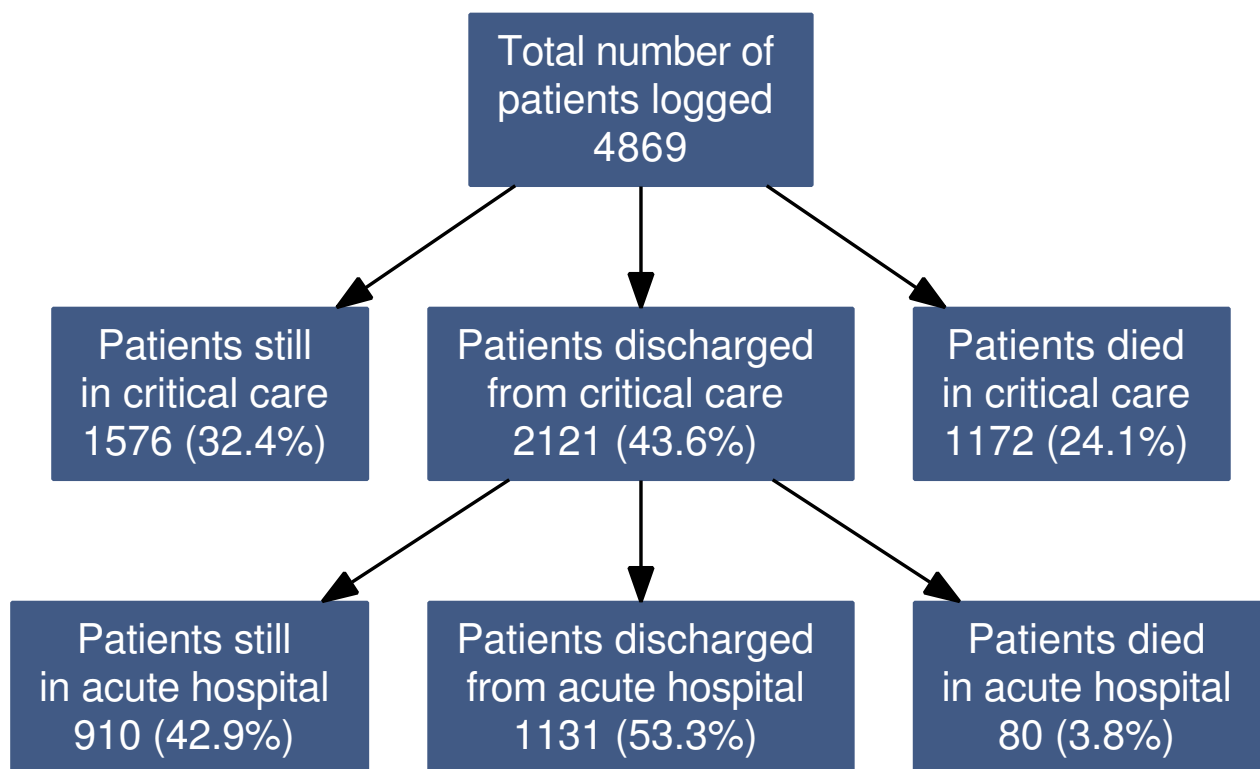 Total number of
patients logged
4869
Patients still
in critical care
1576 (32.4%)
Patients discharged
from critical care
2121 (43.6%)
Patients died
in critical care
1172 (24.1%)
Patients still
in acute hospital
910 (42.9%)
Patients discharged
from acute hospital
1131 (53.3%)
Patients died
in acute hospital
80 (3.8%)